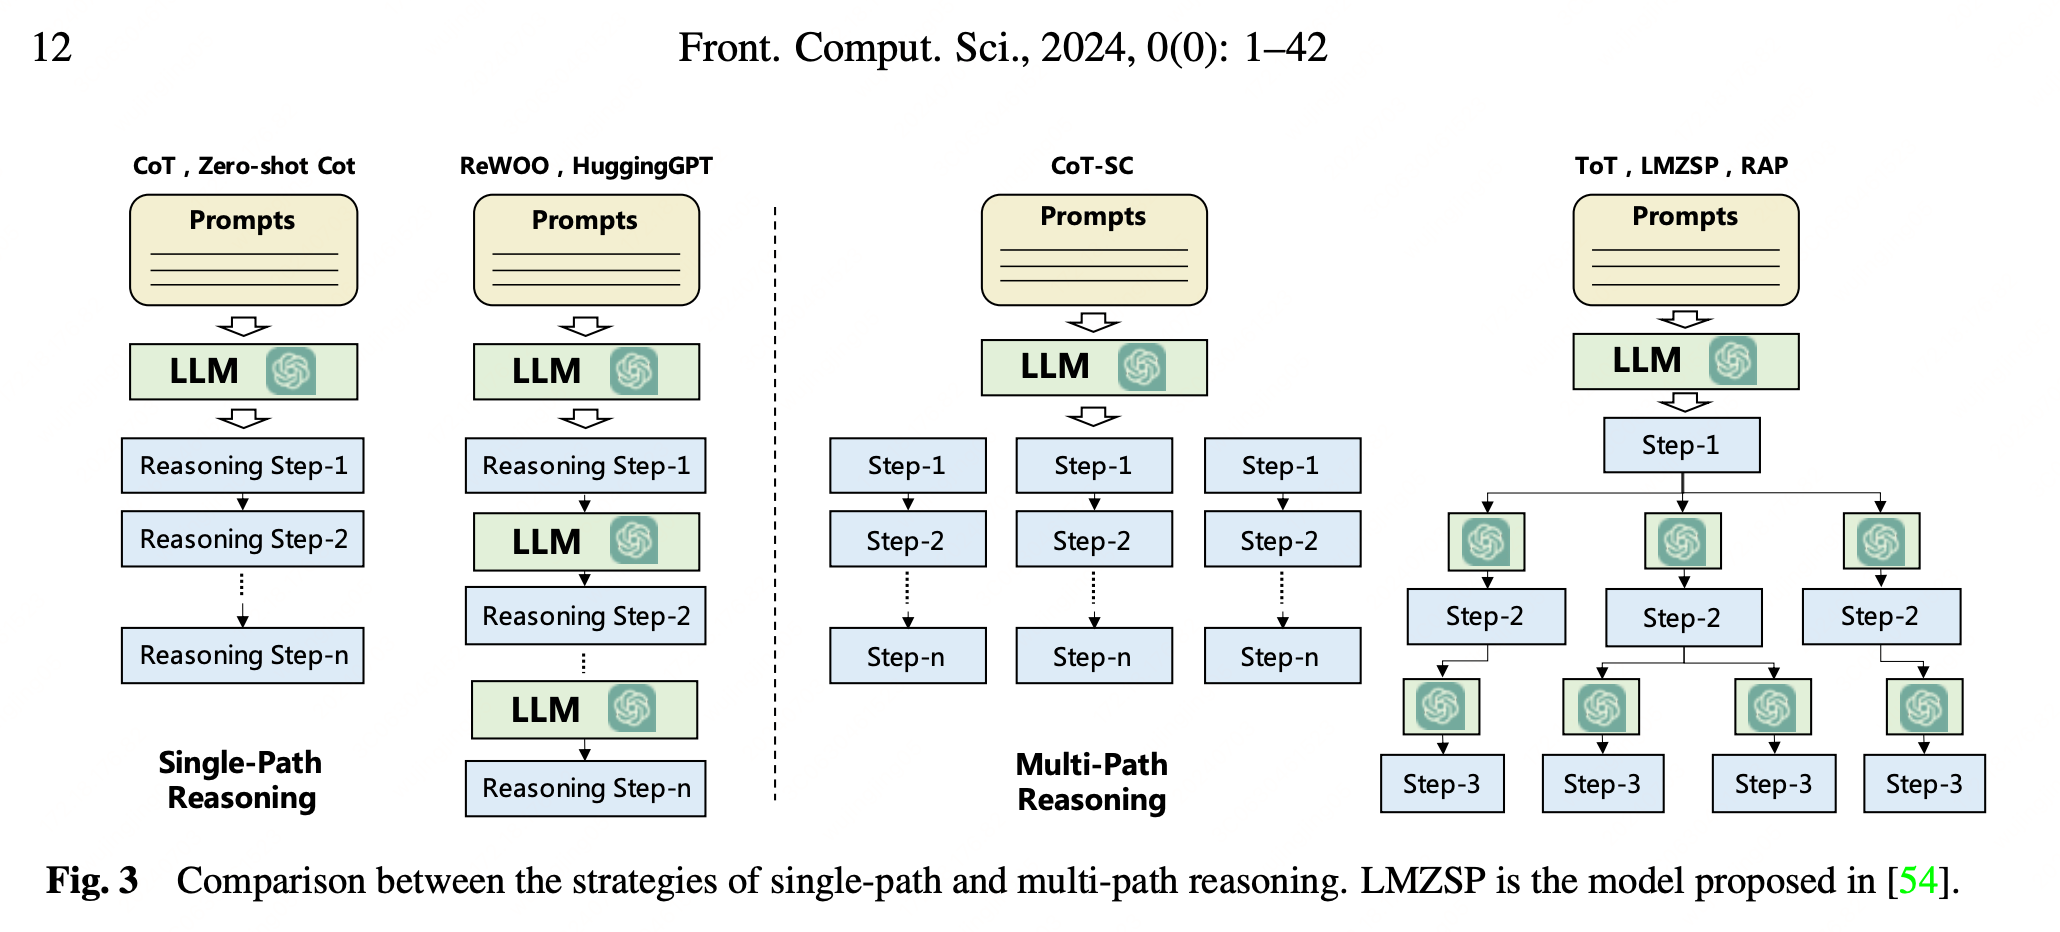 12
Front. Comput. Sci., 2024, 0(0): 1–42
CoT , Zero-shot Cot
Prompts
LLM
Reasoning Step-1
Reasoning Step-2
Reasoning Step-n
Single-Path
Reasoning
ReWOO , HuggingGPT
Prompts
LLM
Reasoning Step-1
LLM
Reasoning Step-2
LLM
Reasoning Step-n
CoT-SC
Prompts
LLM
Step-1 Step-1 Step-1
Step-2 Step-2 Step-2
Step-n Step-n Step-n
Multi-Path
Reasoning
ToT , LMZSP , RAP
Prompts
LLM
Step-1
Step-2 Step-2 Step-2
Step-3 Step-3 Step-3 Step-3
Fig. 3 Comparison between the strategies of single-path and multi-path reasoning. LMZSP is the model proposed in [54].